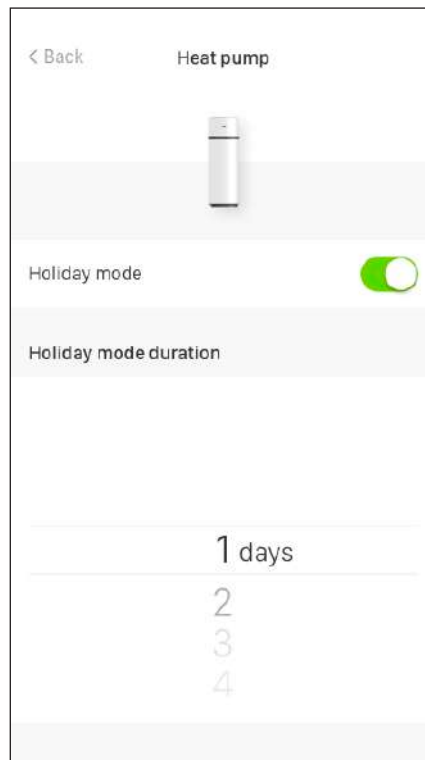 < Back Heat pump
Holiday mode
Holiday mode duration
1 days
2
3
4